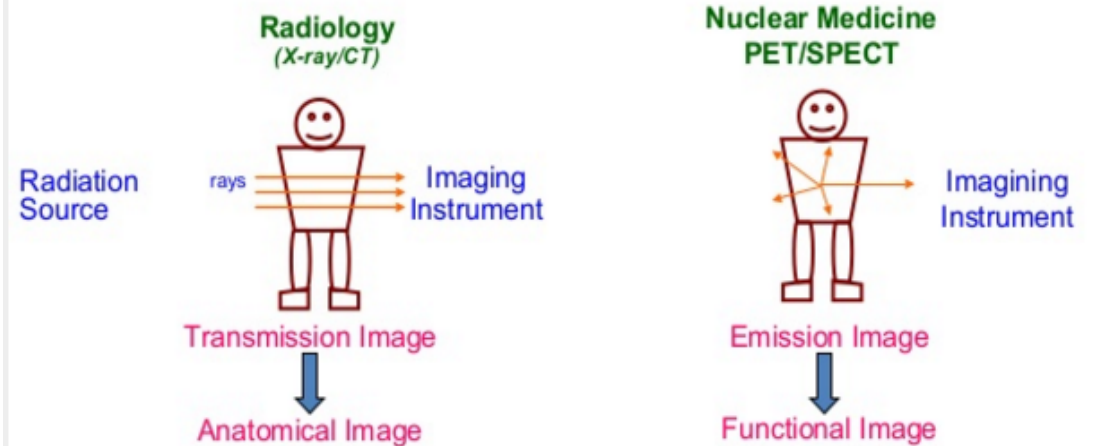 Radiology
(X-ray/CT)
Radiation
Source
rays
Imaging
Instrument
Transmission Image
Anatomical Image
Nuclear Medicine
PET/SPECT
Imagining
Instrument
Emission Image
Functional Image